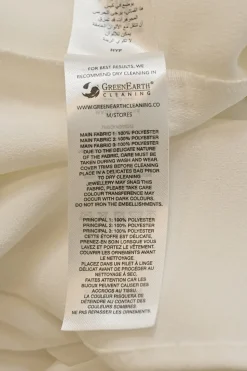 FOR BEST RESULTS, WE
RECOMMEND DRY CLEANING IN
GREENEARTH
CLEANING
WWW.GREENEARTHCLEANING.CO
M/STORES
MAIN FABRIC 1: 100% POLYESTER
MAIN FABRIC 2: 100% POLYESTER
MAIN FABRIC 3: 100% POLYESTER
DUE TO THE DELICATE NATURE
OF THE FABRIC, CARE MUST BE
TAKEN DURING WASH AND WEAR.
COVER TRIMS BEFORE CLEANING
PLACE IN A DELICATES BAG PRIOR
TO DRY CLEANING
JEWELLERY MAY SNAG THIS
FABRIC, PLEASE TAKE CARE
COLOUR TRANSFERENCE MAY
OCCUR WITH DARK COLOURS.
DO NOT IRON THE EMBELLISHMENTS.
PRINCIPAL 1: 100% POLYESTER
PRINCIPAL 2: 100% POLYESTER
PRINCIPAL 3: 100% POLYESTER
CETTE ÉTOFFE EST DÉLICATE.
PRENEZ-EN SOIN LORSQUE VOUS
LAVEZ ET PORTEZ LE VÊTEMENT.
COUVRIR LES ORNEMENTS AVANT
LE NETTOYAGE.
PLACEZ DANS UN FILET À LINGE
DÉLICAT AVANT DE PROCÉDER AU
NETTOYAGE À SEC.
FAITES ATTENTION CAR LES
BIJOUX PEUVENT CAUSER DES
ACCROCS AU TISSU.
LA COULEUR RISQUERA DE
DÉTEINDRE AU CONTACT DES
COULEURS SOMBRES.
NE PAS REPASSER LES ORNEMENTS.